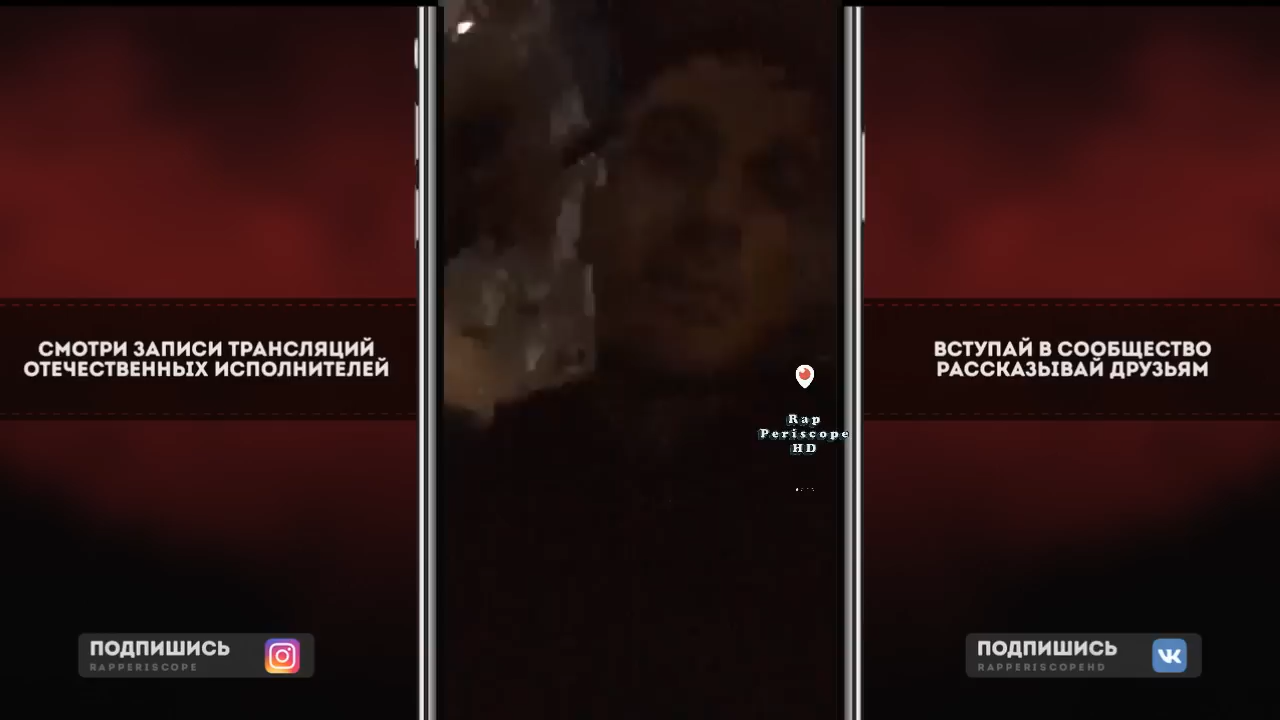 СМОТРИ ЗАПИСИ ТРАНСЛЯЦИЙ
ОТЕЧЕСТВЕННЫХ ИСПОЛНИТЕЛЕЙ
ВСТУПАЙ В СООБЩЕСТВО
РАССКАЗЫВАЙ ДРУЗЬЯМ
Rap
Periscope
HD
ПОДПИШИСЬ
RAPPERISCOPE
ПОДПИШИСЬ
RAPPERISCOPEHD